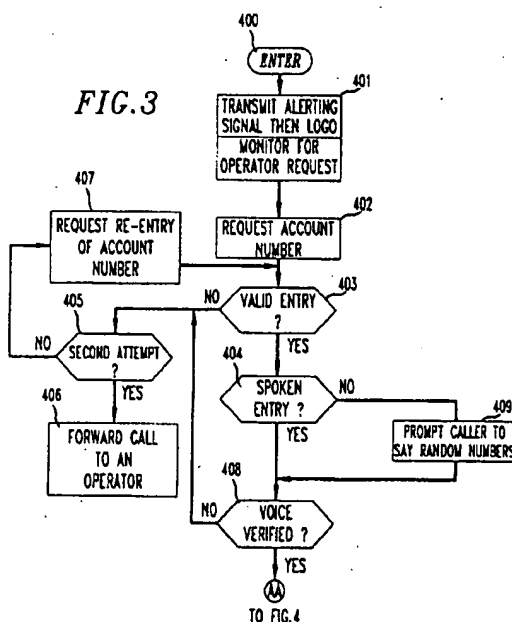 400
ENTER
FIG.3
401
TRANSMIT ALERTING
SIGNAL THEN LOGO
MONITOR FOR
OPERATOR REQUEST
407
REQUEST RE-ENTRY
OF ACCOUNT
NUMBER
402
REQUEST ACCOUNT
NUMBER
403
VALID ENTRY
?
NO
YES
405
SECOND ATTEMPT
?
NO
YES
404
SPOKEN
ENTRY ?
NO
YES
406
FORWARD CALL
TO AN
OPERATOR
409
PROMPT CALLER TO
SAY RANDOM NUMBERS
408
VOICE
VERIFIED ?
NO
YES
AA
TO FIG.4